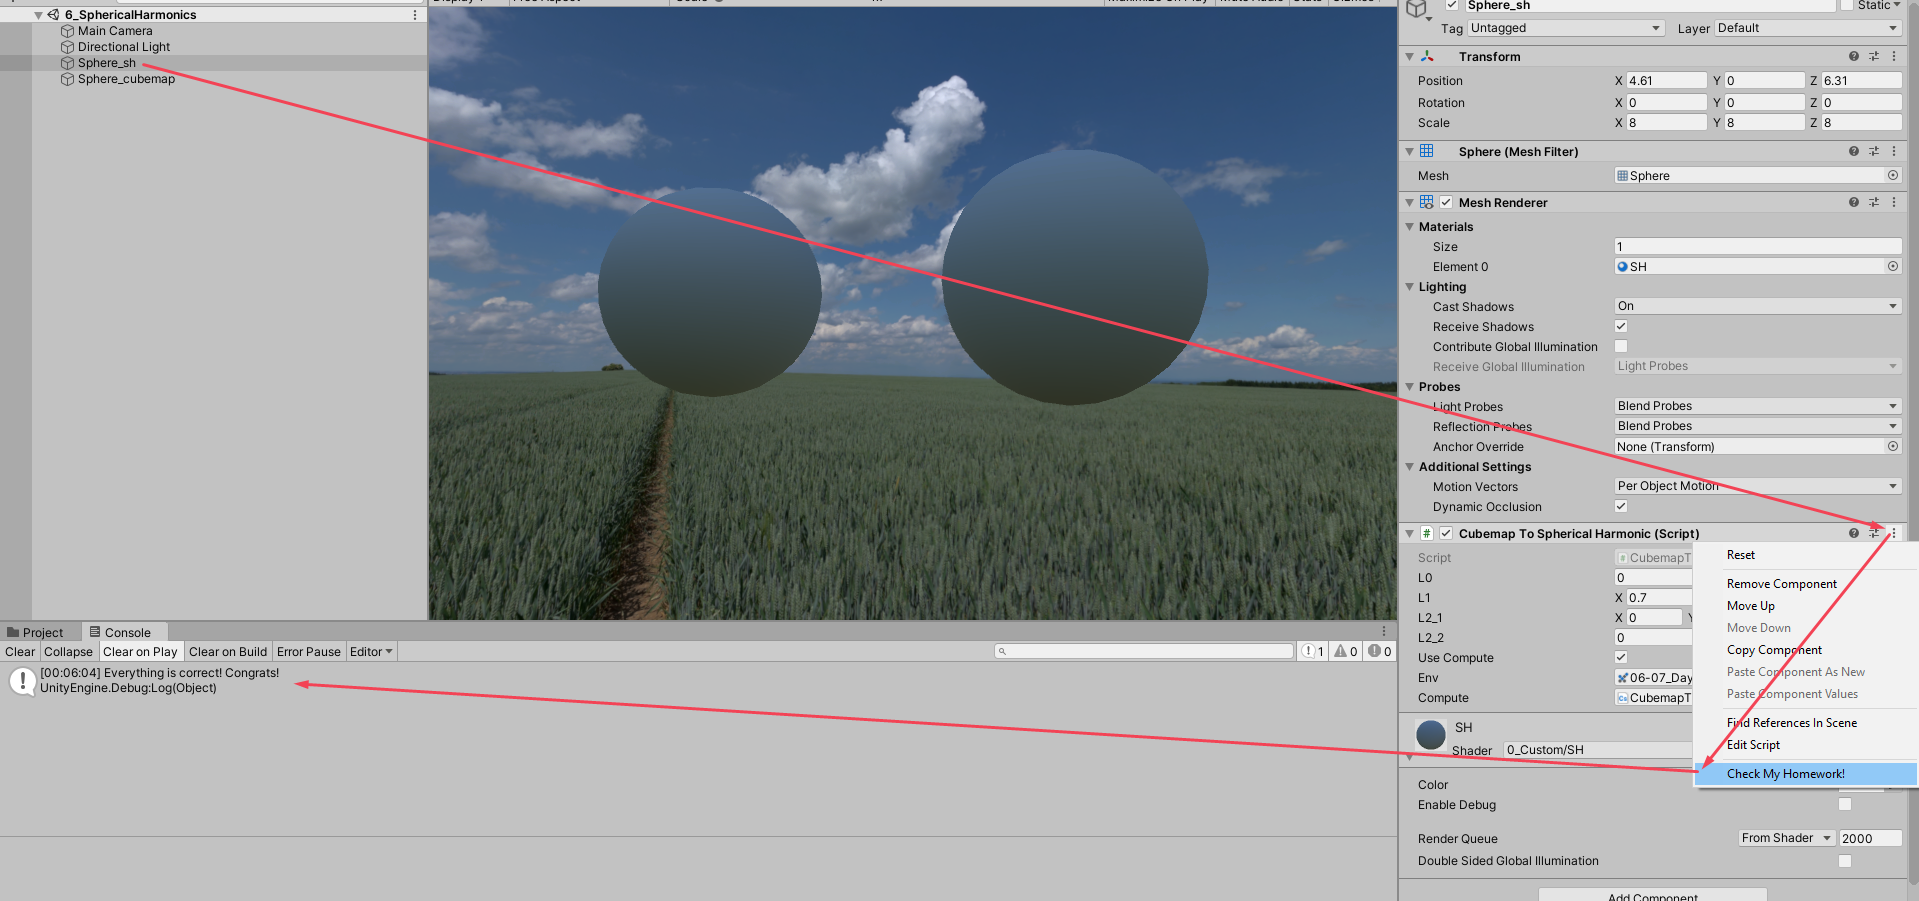 6_SphericalHarmonics
Main Camera
Directional Light
Sphere_sh
Sphere_cubemap
Sphere_sh
Static
Tag Untagged Layer Default
Transform
Position X 4.61 Y 0 Z 6.31
Rotation X 0 Y 0 Z 0
Scale X 8 Y 8 Z 8
Sphere (Mesh Filter)
Mesh Sphere
Mesh Renderer
Materials
Size 1
Element 0 SH
Lighting
Cast Shadows On
Receive Shadows
Contribute Global Illumination
Receive Global Illumination Light Probes
Probes
Light Probes Blend Probes
Reflection Probes Blend Probes
Anchor Override None (Transform)
Additional Settings
Motion Vectors Per Object Motion
Dynamic Occlusion
# Cubemap To Spherical Harmonic (Script)
Script CubemapT
L0 0
L1 X 0.7
L2_1 X 0
L2_2 0
Use Compute
Env 06-07_Day
Compute CubemapT
SH
Shader 0_Custom/SH
Color
Enable Debug
Render Queue From Shader 2000
Double Sided Global Illumination
Add Component
Reset
Remove Component
Move Up
Move Down
Copy Component
Paste Component As New
Paste Component Values
Find References In Scene
Edit Script
Check My Homework!
Project Console
Clear Collapse Clear on Play Clear on Build Error Pause Editor
1 0 0
[00:06:04] Everything is correct! Congrats!
UnityEngine.Debug:Log(Object)